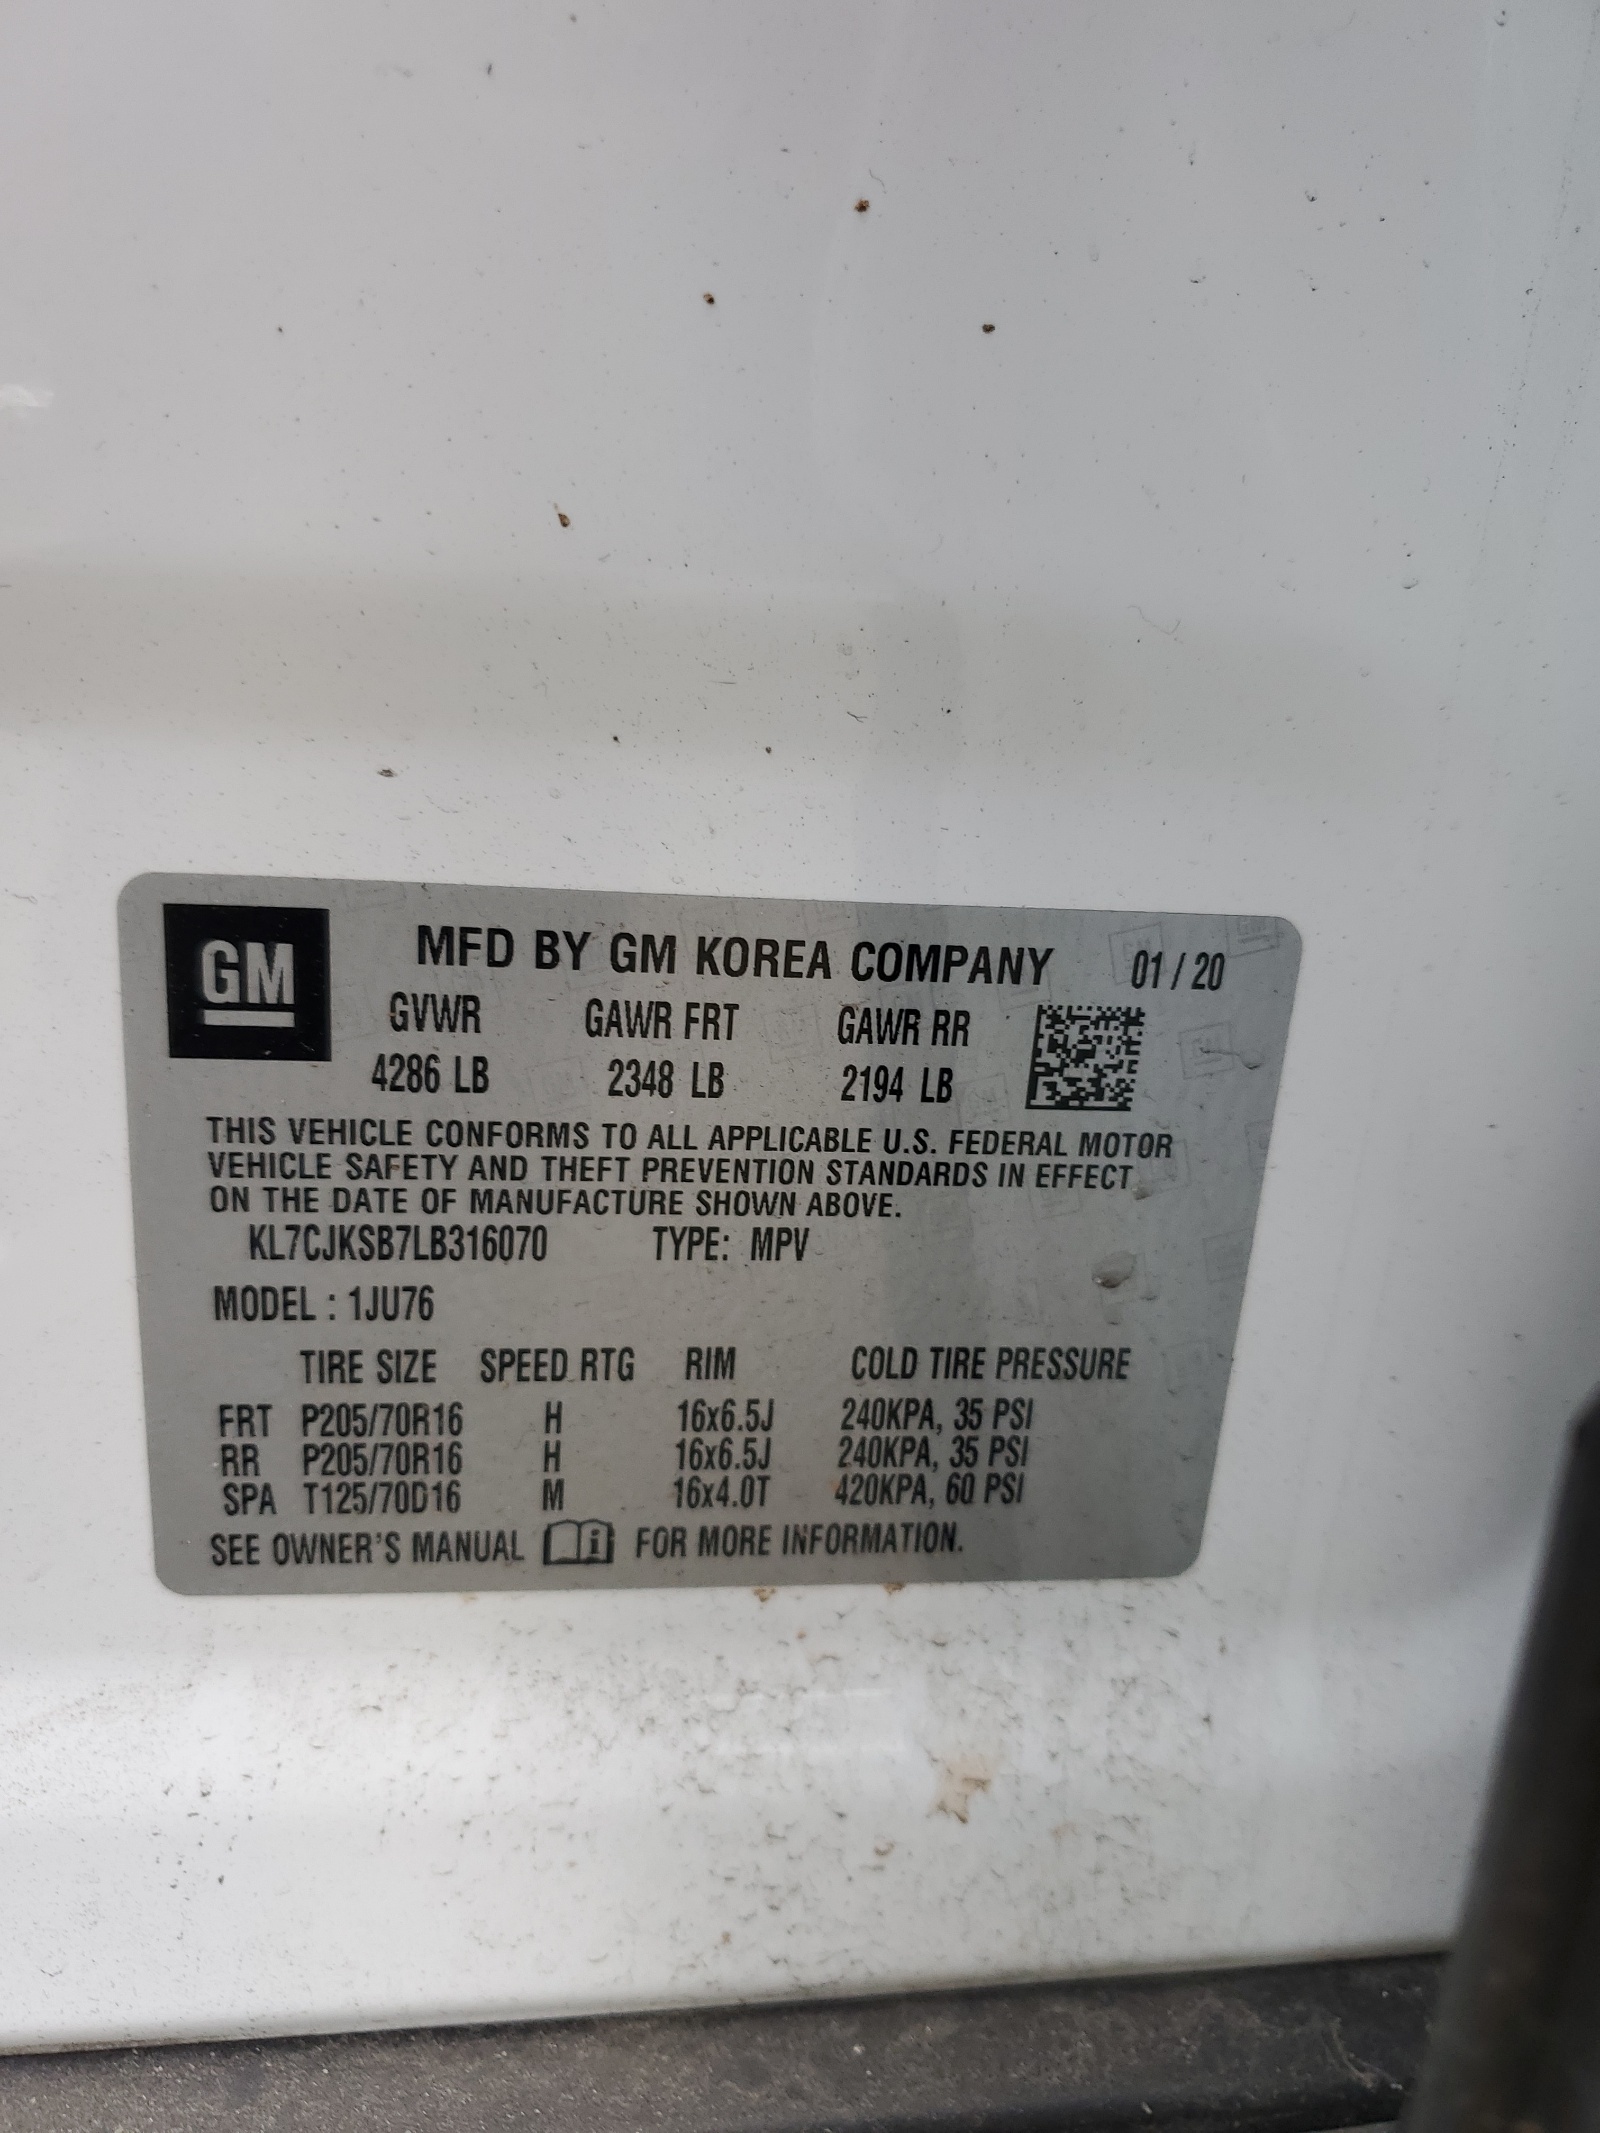 GM
MFD BY GM KOREA COMPANY 01 / 20
GVWR GAWR FRT GAWR RR
4286 LB 2348 LB 2194 LB
THIS VEHICLE CONFORMS TO ALL APPLICABLE U.S. FEDERAL MOTOR
VEHICLE SAFETY AND THEFT PREVENTION STANDARDS IN EFFECT
ON THE DATE OF MANUFACTURE SHOWN ABOVE.
KL7CJKSB7LB316070 TYPE: MPV
MODEL : 1JU76
TIRE SIZE SPEED RTG RIM COLD TIRE PRESSURE
FRT P205/70R16 H 16x6.5J 240KPA, 35 PSI
RR P205/70R16 H 16x6.5J 240KPA, 35 PSI
SPA T125/70D16 M 16x4.0T 420KPA, 60 PSI
SEE OWNER'S MANUAL i FOR MORE INFORMATION.